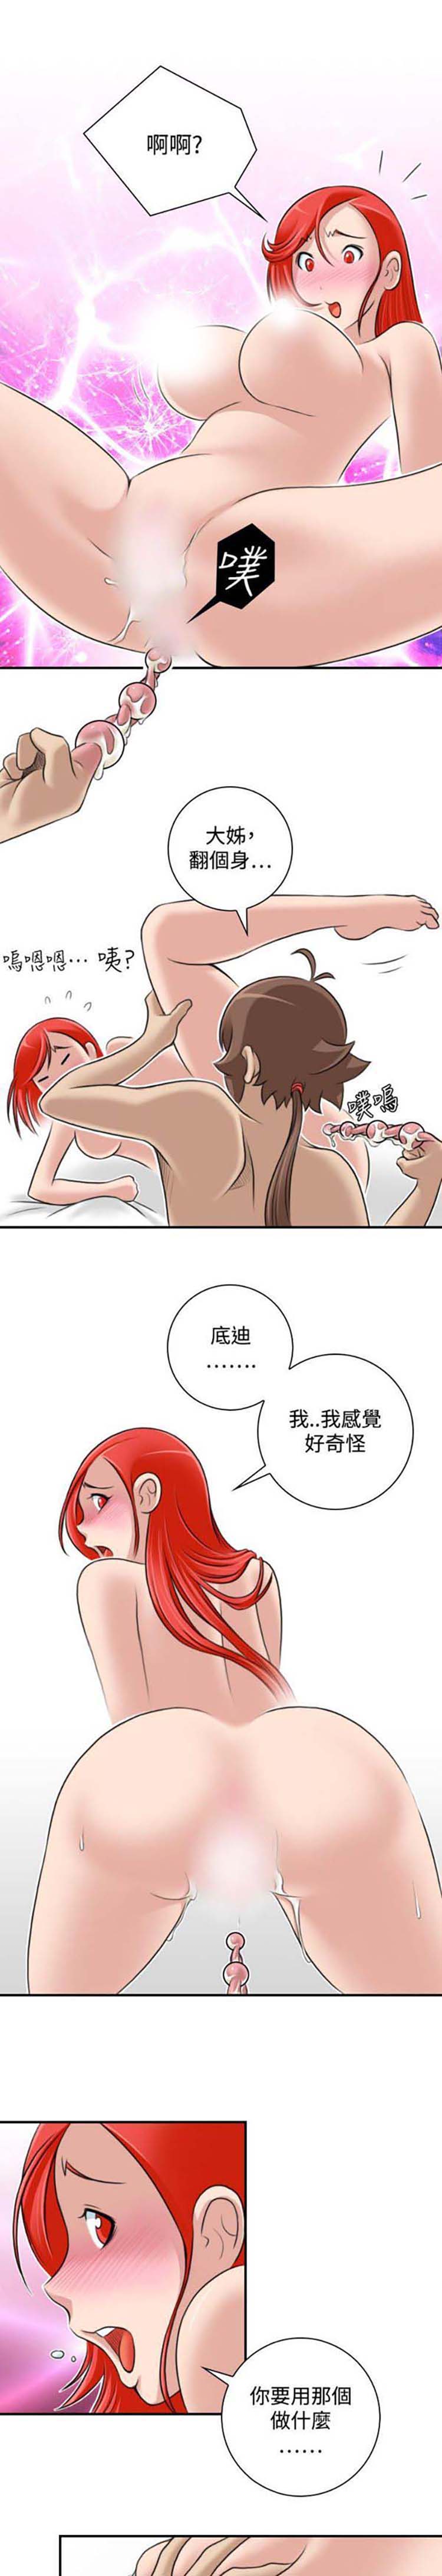 啊啊?
噗
大姊,
翻個身...
嗚嗯嗯… 咦?
噗嗚
底迪
.......
我..我感覺
好奇怪
你要用那個
做什麼
......